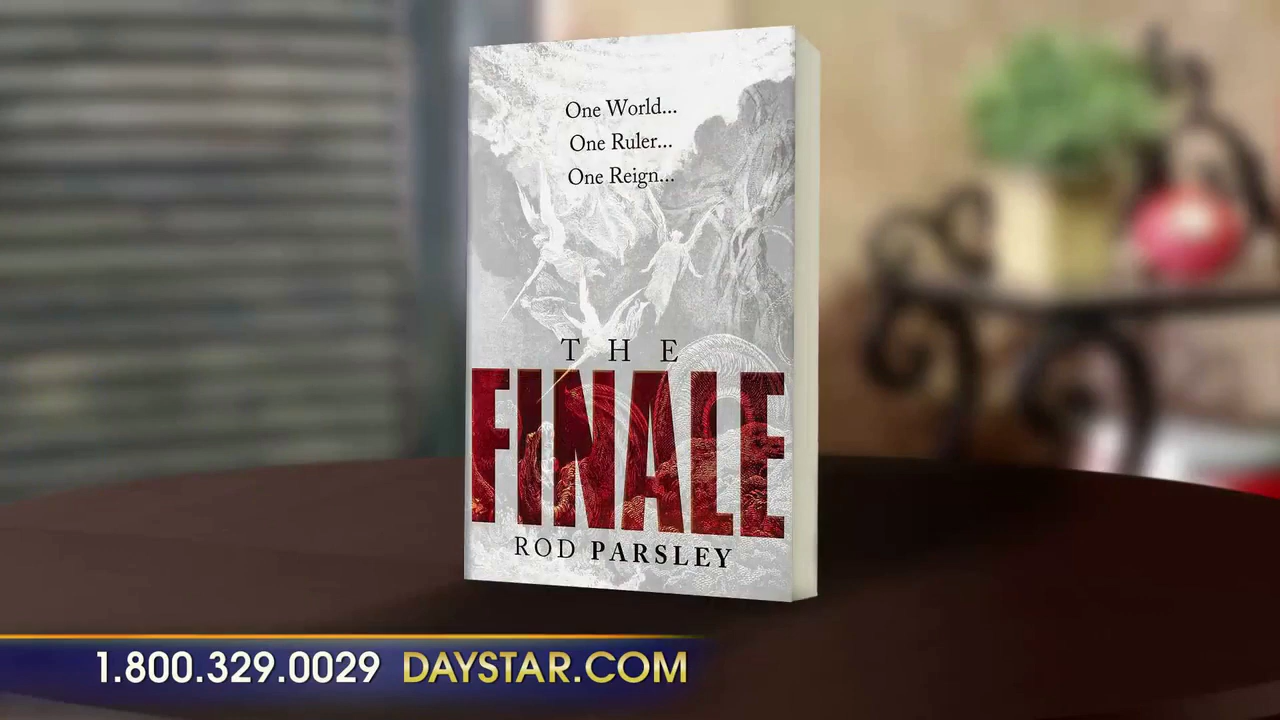 One World...
One Ruler...
One Reign...
THE
FINALE
ROD PARSLEY
1.800.329.0029 DAYSTAR.COM